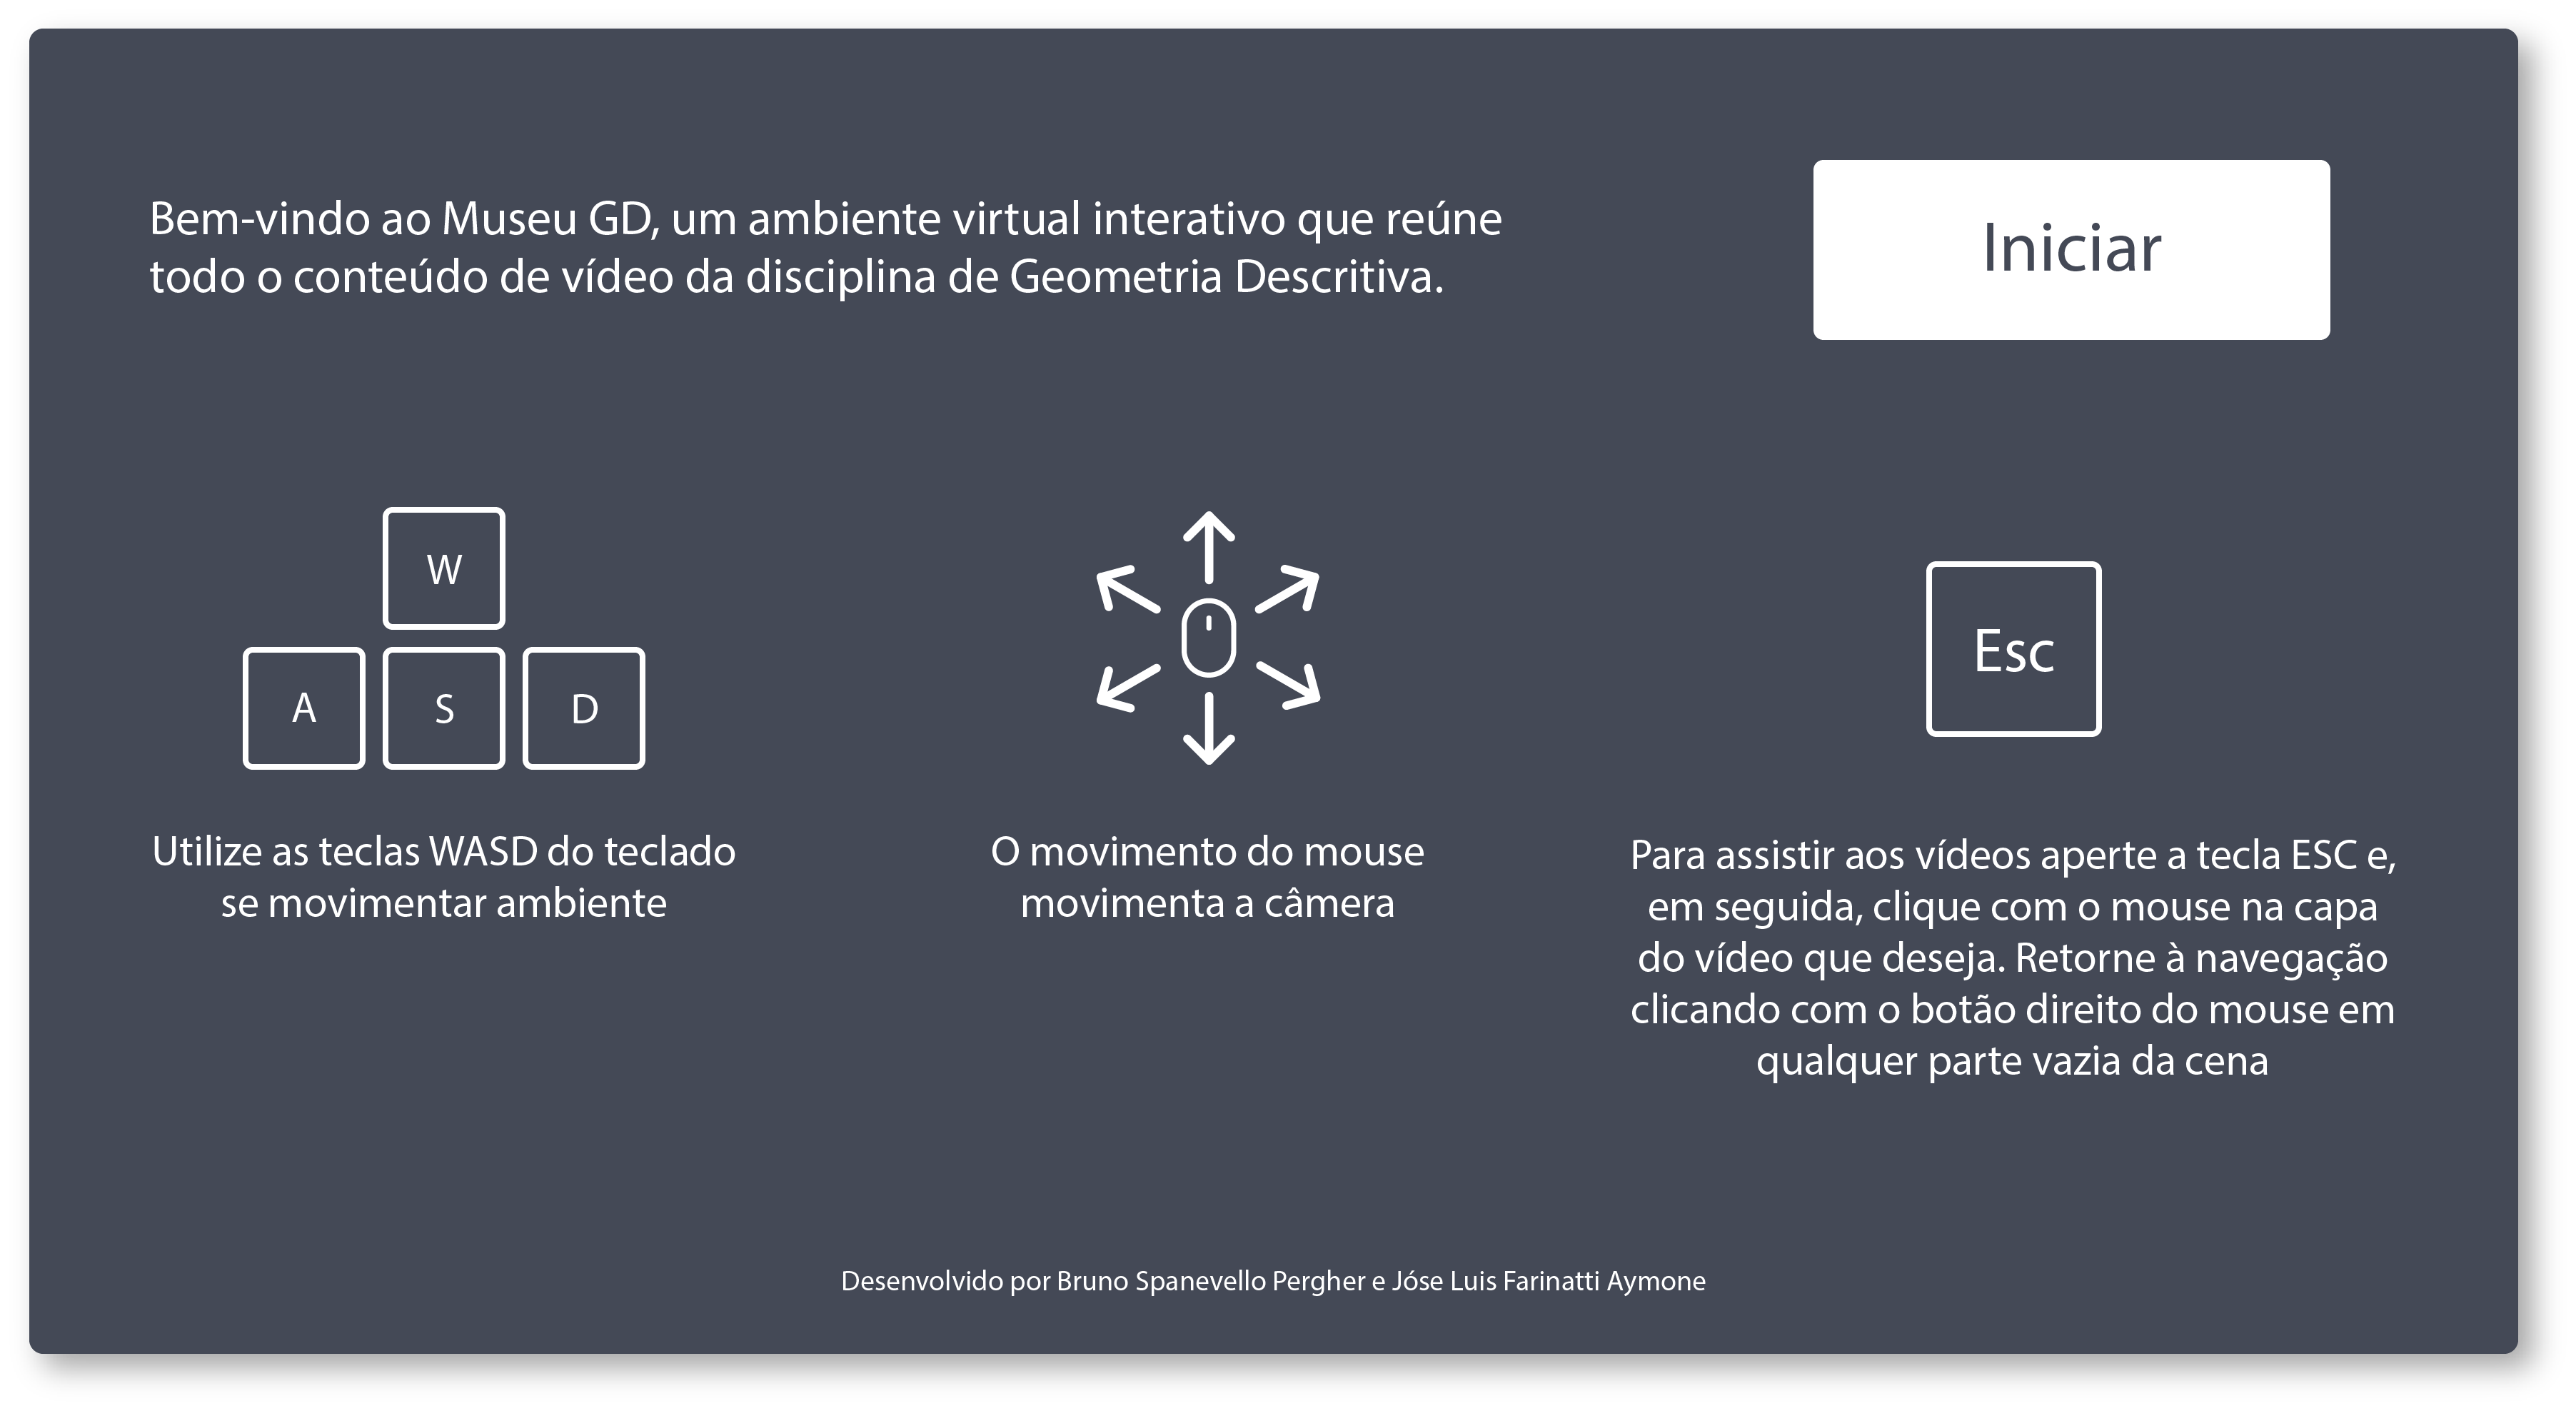 Bem-vindo ao Museu GD, um ambiente virtual interativo que reúne
todo o conteúdo de vídeo da disciplina de Geometria Descritiva.
Iniciar
W
A S D
Utilize as teclas WASD do teclado
se movimentar ambiente
O movimento do mouse
movimenta a câmera
Esc
Para assistir aos vídeos aperte a tecla ESC e,
em seguida, clique com o mouse na capa
do vídeo que deseja. Retorne à navegação
clicando com o botão direito do mouse em
qualquer parte vazia da cena
Desenvolvido por Bruno Spanevello Pergher e Jóse Luis Farinatti Aymone